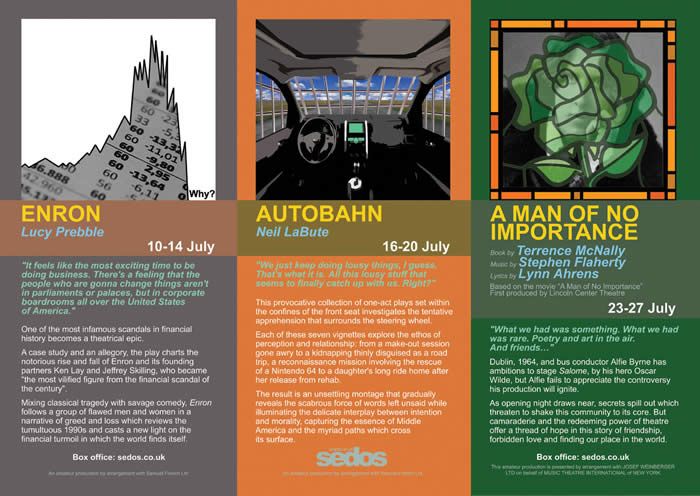 Why?
ENRON
Lucy Prebble
10-14 July
"It feels like the most exciting time to be
doing business. There's a feeling that the
people who are gonna change things aren't
in parliaments or palaces, but in corporate
boardrooms all over the United States
of America."
One of the most infamous scandals in financial
history becomes a theatrical epic.
A case study and an allegory, the play charts the
notorious rise and fall of Enron and its founding
partners Ken Lay and Jeffrey Skilling, who became
"the most vilified figure from the financial scandal of
the century".
Mixing classical tragedy with savage comedy, Enron
follows a group of flawed men and women in a
narrative of greed and loss which reviews the
tumultuous 1990s and casts a new light on the
financial turmoil in which the world finds itself.
Box office: sedos.co.uk
An amateur production by arrangement with Samuel French Ltd.
AUTOBAHN
Neil LaBute
16-20 July
"We just keep doing lousy things, I guess.
That's what it is. All this lousy stuff that
seems to finally catch up with us. Right?"
This provocative collection of one-act plays set within
the confines of the front seat investigates the tentative
apprehension that surrounds the steering wheel.
Each of these seven vignettes explore the ethos of
perception and relationship: from a make-out session
gone awry to a kidnapping thinly disguised as a road
trip, a reconnaissance mission involving the rescue
of a Nintendo 64 to a daughter's long ride home after
her release from rehab.
The result is an unsettling montage that gradually
reveals the scabrous force of words left unsaid while
illuminating the delicate interplay between intention
and morality, capturing the essence of Middle
America and the myriad paths which cross
its surface.
sedos
An amateur production by arrangement with Samuel French Ltd.
A MAN OF NO
IMPORTANCE
Book by Terrence McNally
Music by Stephen Flaherty
Lyrics by Lynn Ahrens
Based on the movie "A Man of No Importance"
First produced by Lincoln Center Theatre
23-27 July
"What we had was something. What we had
was rare. Poetry and art in the air.
And friends…"
Dublin, 1964, and bus conductor Alfie Byrne has
ambitions to stage Salome, by his hero Oscar
Wilde, but Alfie fails to appreciate the controversy
his production will ignite.
As opening night draws near, secrets spill out which
threaten to shake this community to its core. But
camaraderie and the redeeming power of theatre
offer a thread of hope in this story of friendship,
forbidden love and finding our place in the world.
Box office: sedos.co.uk
This amateur production is presented by arrangement with JOSEF WEINBERGER
LTD on behalf of MUSIC THEATRE INTERNATIONAL OF NEW YORK.